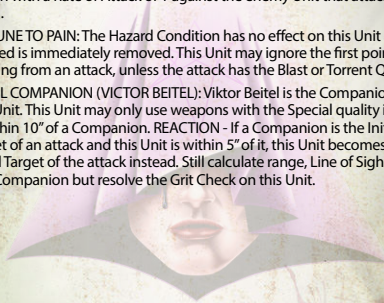 with a Rate of Attack of 1 against the Enemy Unit that
UNE TO PAIN: The Hazard Condition has no effect on this Unit
ed is immediately removed. This Unit may ignore the first poin
ng from an attack, unless the attack has the Blast or Torrent Q
L COMPANION (VICTOR BEITEL): Viktor Beitel is the Companio
Unit. This Unit may only use weapons with the Special quality i
hin 10" of a Companion. REACTION - If a Companion is the Init
et of an attack and this Unit is within 5" of it, this Unit becomes
l Target of the attack instead. Still calculate range, Line of Sigh
Companion but resolve the Grit Check on this Unit.